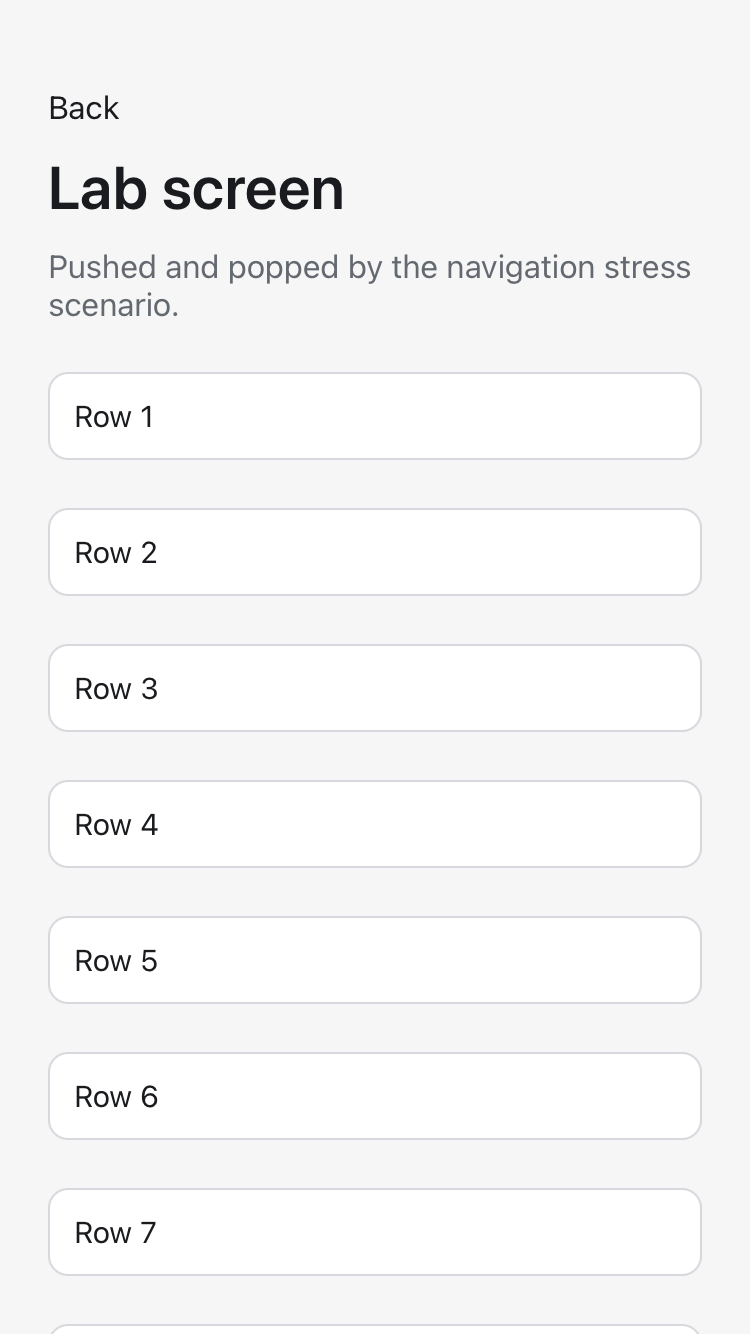 Back
Lab screen
Pushed and popped by the navigation stress
scenario.
Row 1
Row 2
Row 3
Row 4
Row 5
Row 6
Row 7